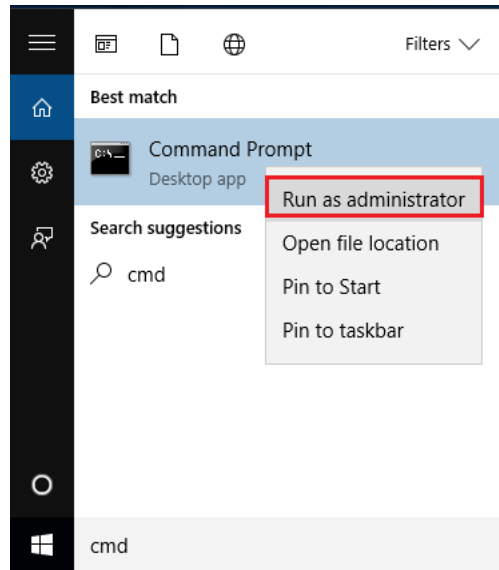 Filters
Best match
Command Prompt
Desktop app
Run as administrator
Open file location
Pin to Start
Pin to taskbar
Search suggestions
cmd
cmd